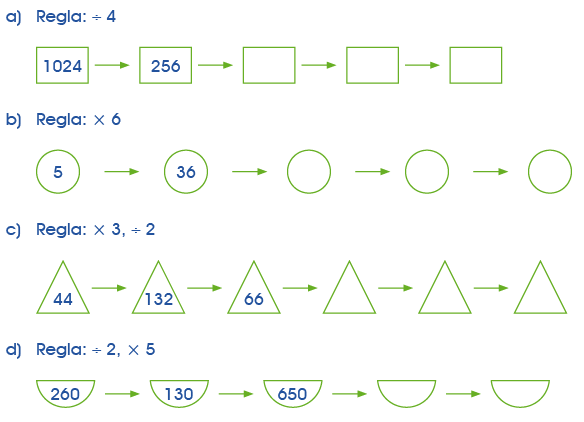 a) Regla: ÷ 4
1024 256
b) Regla: × 6
5 36
c) Regla: × 3, ÷ 2
44 132 66
d) Regla: ÷ 2, × 5
260 130 650